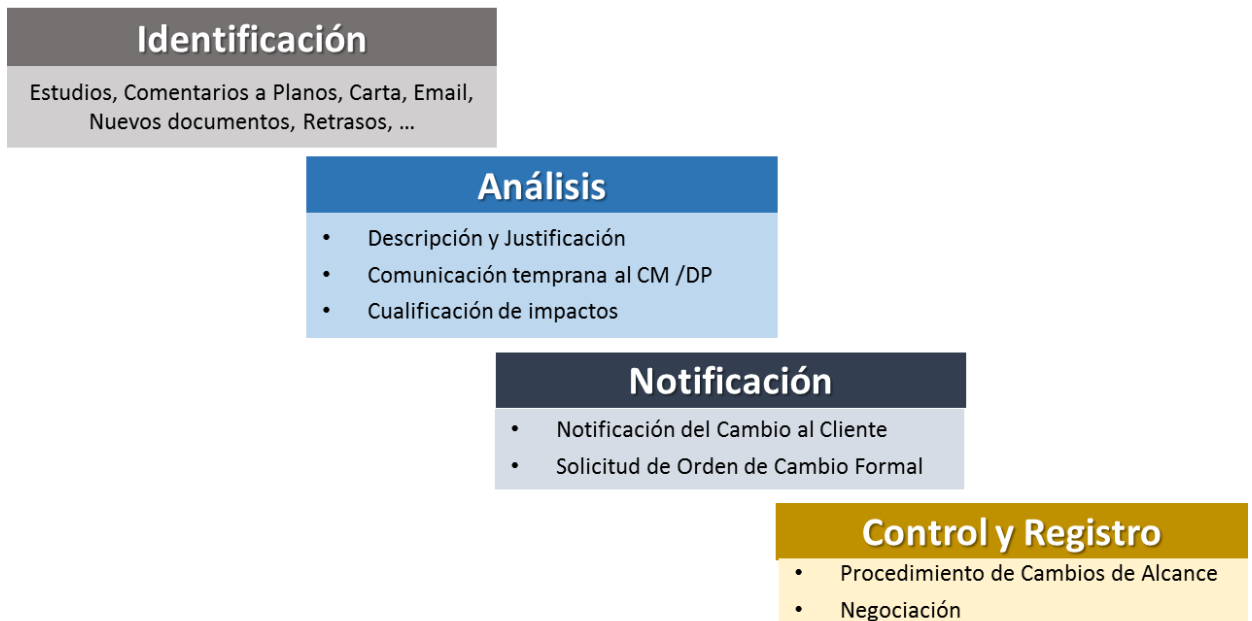 Identificación
Estudios, Comentarios a Planos, Carta, Email,
Nuevos documentos, Retrasos, ...
Análisis
• Descripción y Justificación
• Comunicación temprana al CM /DP
• Cualificación de impactos
Notificación
• Notificación del Cambio al Cliente
• Solicitud de Orden de Cambio Formal
Control y Registro
• Procedimiento de Cambios de Alcance
• Negociación